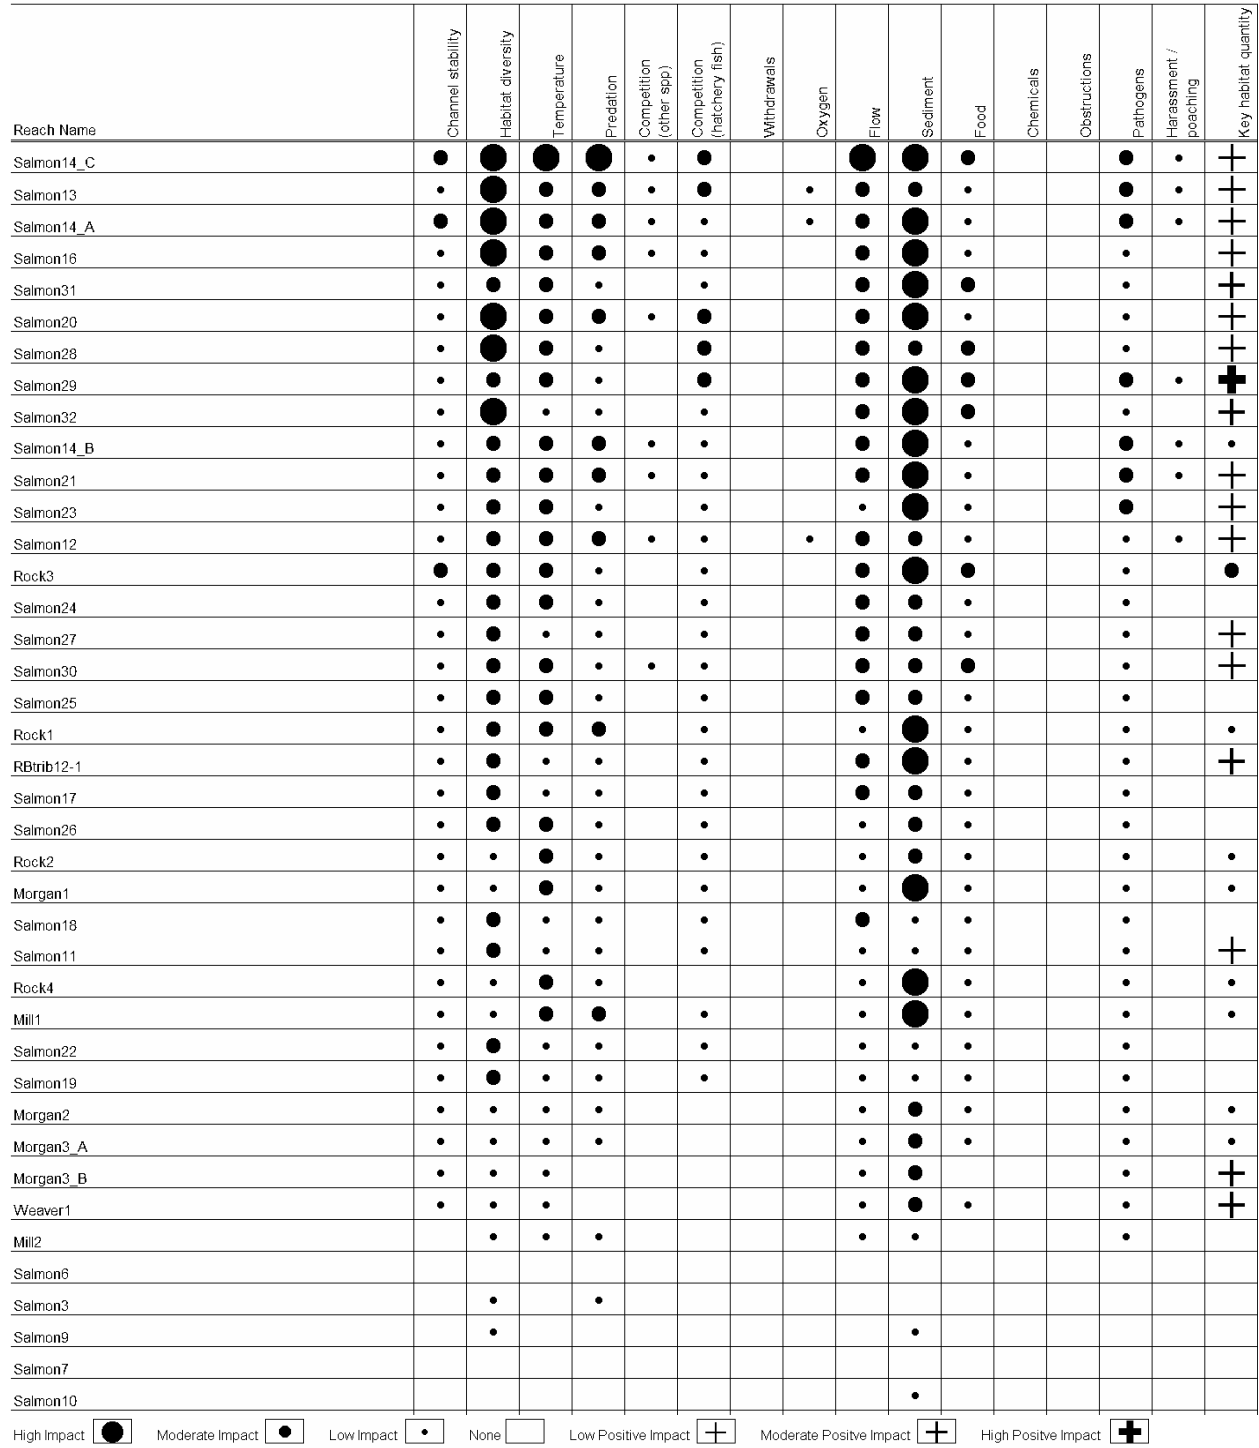 Reach Name
Channel stability
Habitat diversity
Temperature
Predation
Competition
(other spp)
Competition
(hatchery fish)
Withdrawals
Oxygen
Flow
Sediment
Food
Chemicals
Obstructions
Pathogens
Harassment /
poaching
Key habitat quantity
Salmon14_C
Salmon13
Salmon14_A
Salmon16
Salmon31
Salmon20
Salmon28
Salmon29
Salmon32
Salmon14_B
Salmon21
Salmon23
Salmon12
Rock3
Salmon24
Salmon27
Salmon30
Salmon25
Rock1
RBtrib12-1
Salmon17
Salmon26
Rock2
Morgan1
Salmon18
Salmon11
Rock4
Mill1
Salmon22
Salmon19
Morgan2
Morgan3_A
Morgan3_B
Weaver1
Mill2
Salmon6
Salmon3
Salmon9
Salmon7
Salmon10
High Impact Moderate Impact Low Impact None Low Positive Impact Moderate Positve Impact High Positve Impact